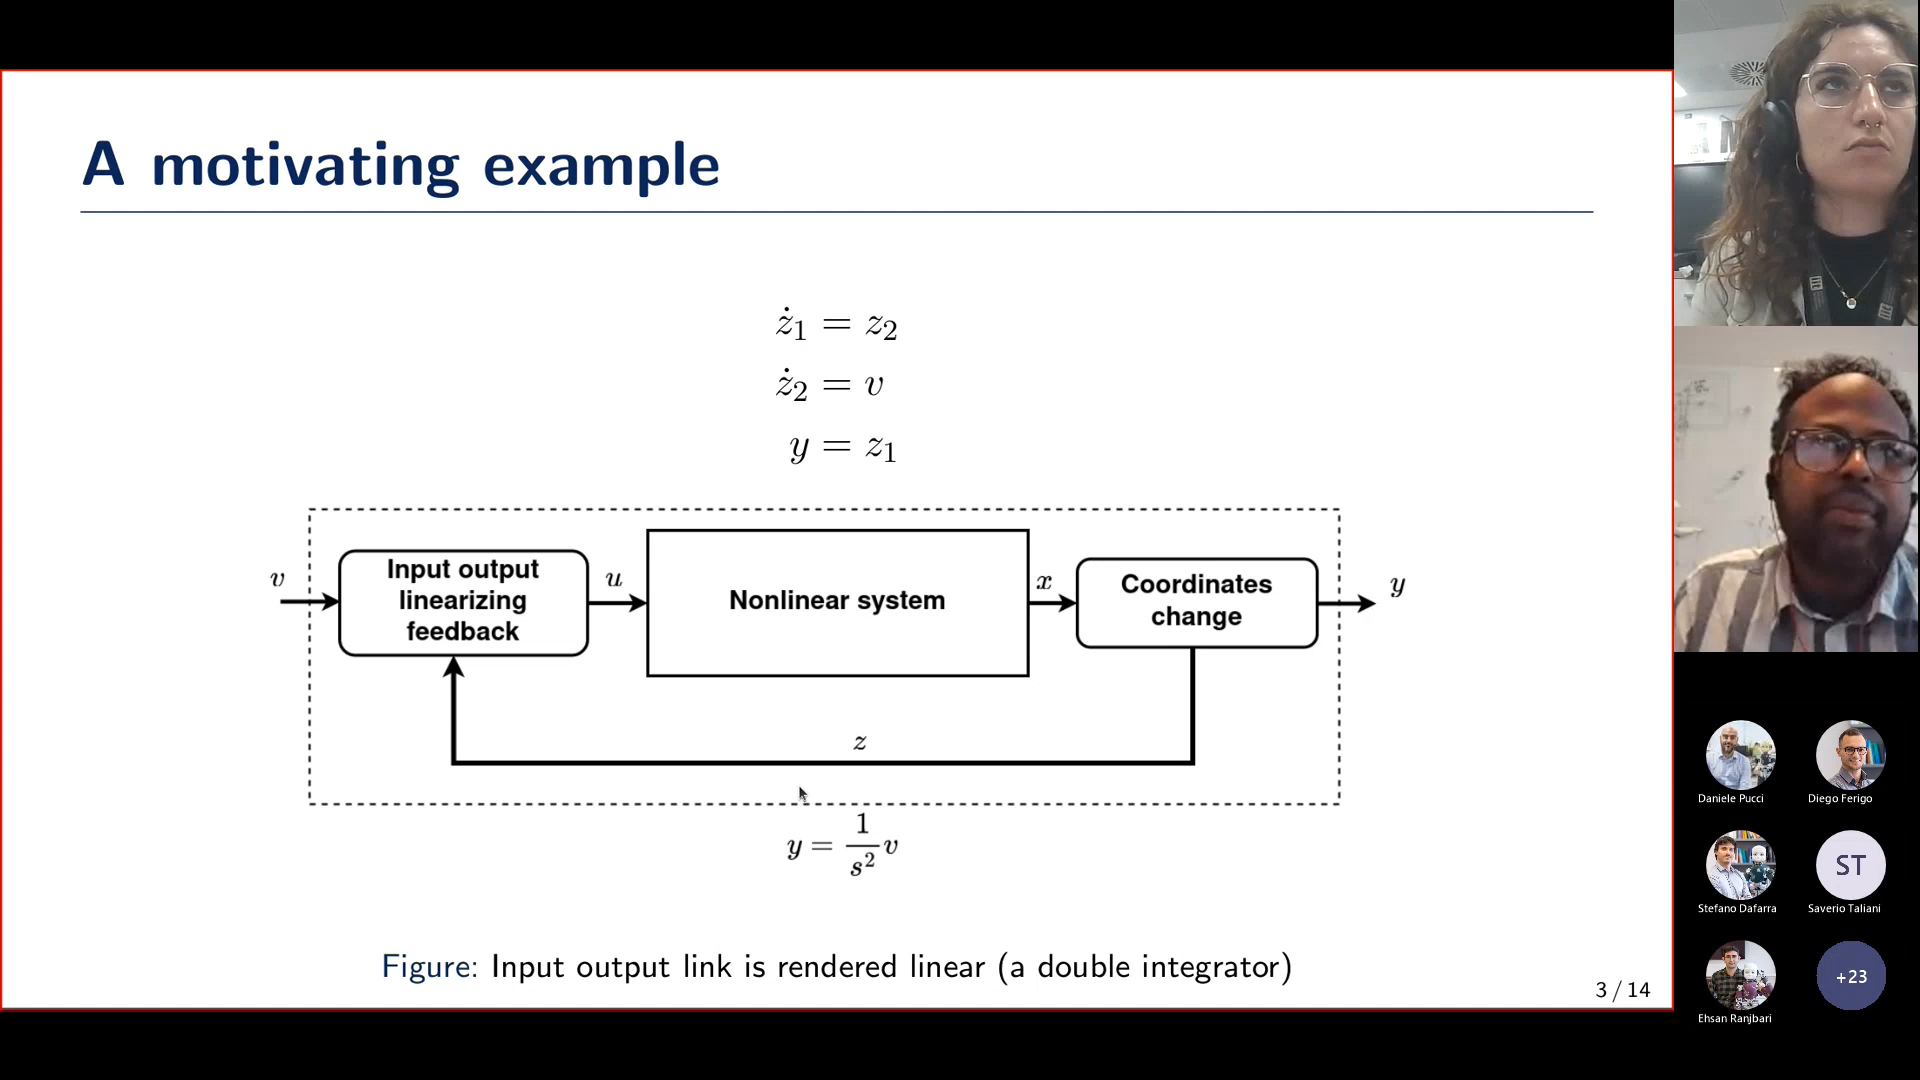 A motivating example
ż₁ = z₂
ż₂ = v
y = z₁
v
Input output
linearizing
feedback
u
Nonlinear system
x
Coordinates
change
y
z
y = 1/s² v
Figure: Input output link is rendered linear (a double integrator)
3 / 14
Daniele Pucci
Diego Ferigo
Stefano Dafarra
ST
Saverio Taliani
Ehsan Ranjbari
+23